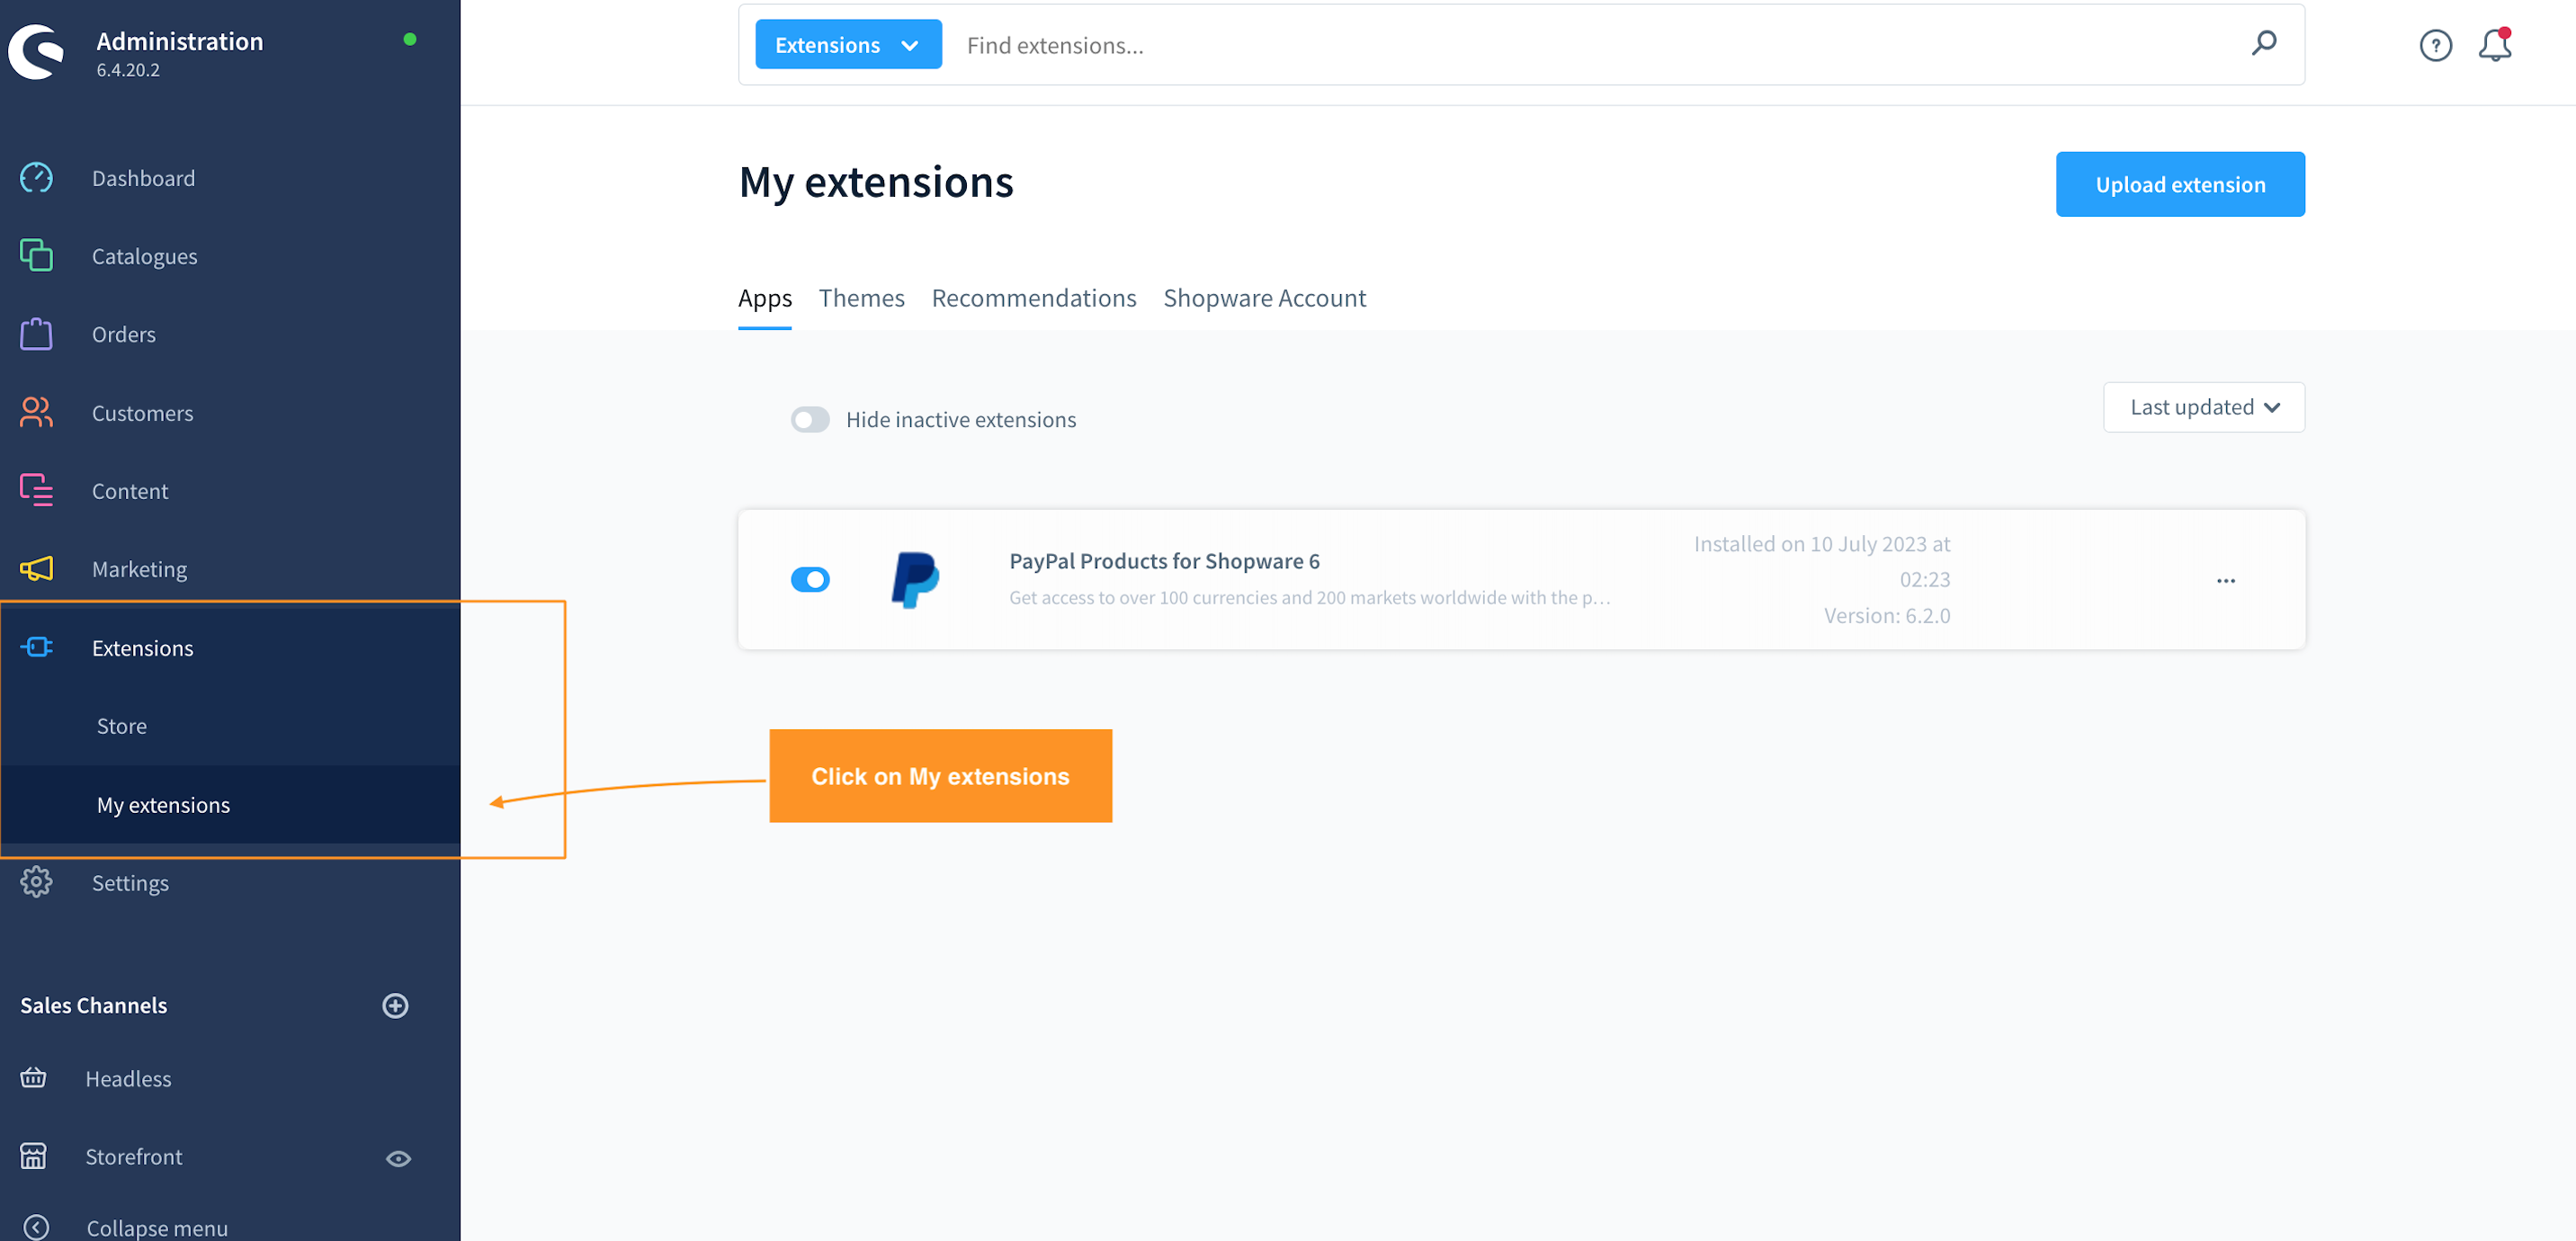 Administration
6.4.20.2
Dashboard
Catalogues
Orders
Customers
Content
Marketing
Extensions
Store
My extensions
Settings
Sales Channels
Headless
Storefront
Collapse menu
Extensions
Find extensions...
My extensions
Upload extension
Apps Themes Recommendations Shopware Account
Hide inactive extensions
Last updated
PayPal Products for Shopware 6
Get access to over 100 currencies and 200 markets worldwide with the p...
Installed on 10 July 2023 at
02:23
Version: 6.2.0
Click on My extensions